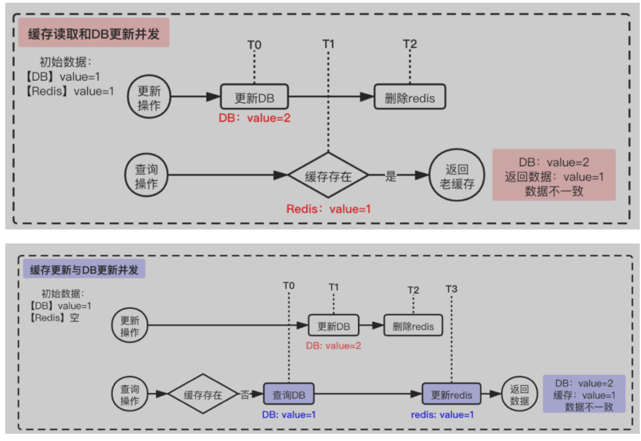 缓存读取和DB更新并发
初始数据：
【DB】value=1
【Redis】value=1
T0
T1
T2
更新
操作
更新DB
删除redis
DB：value=2
查询
操作
缓存存在
是
返回
老缓存
Redis：value=1
DB：value=2
返回数据：value=1
数据不一致
缓存更新与DB更新并发
初始数据：
【DB】value=1
【Redis】空
T0
T1
T2
T3
更新
操作
更新DB
删除redis
DB: value=2
查询
操作
缓存存在
否
查询DB
更新redis
返回
数据
DB: value=1
redis: value=1
DB：value=2
缓存：value=1
数据不一致